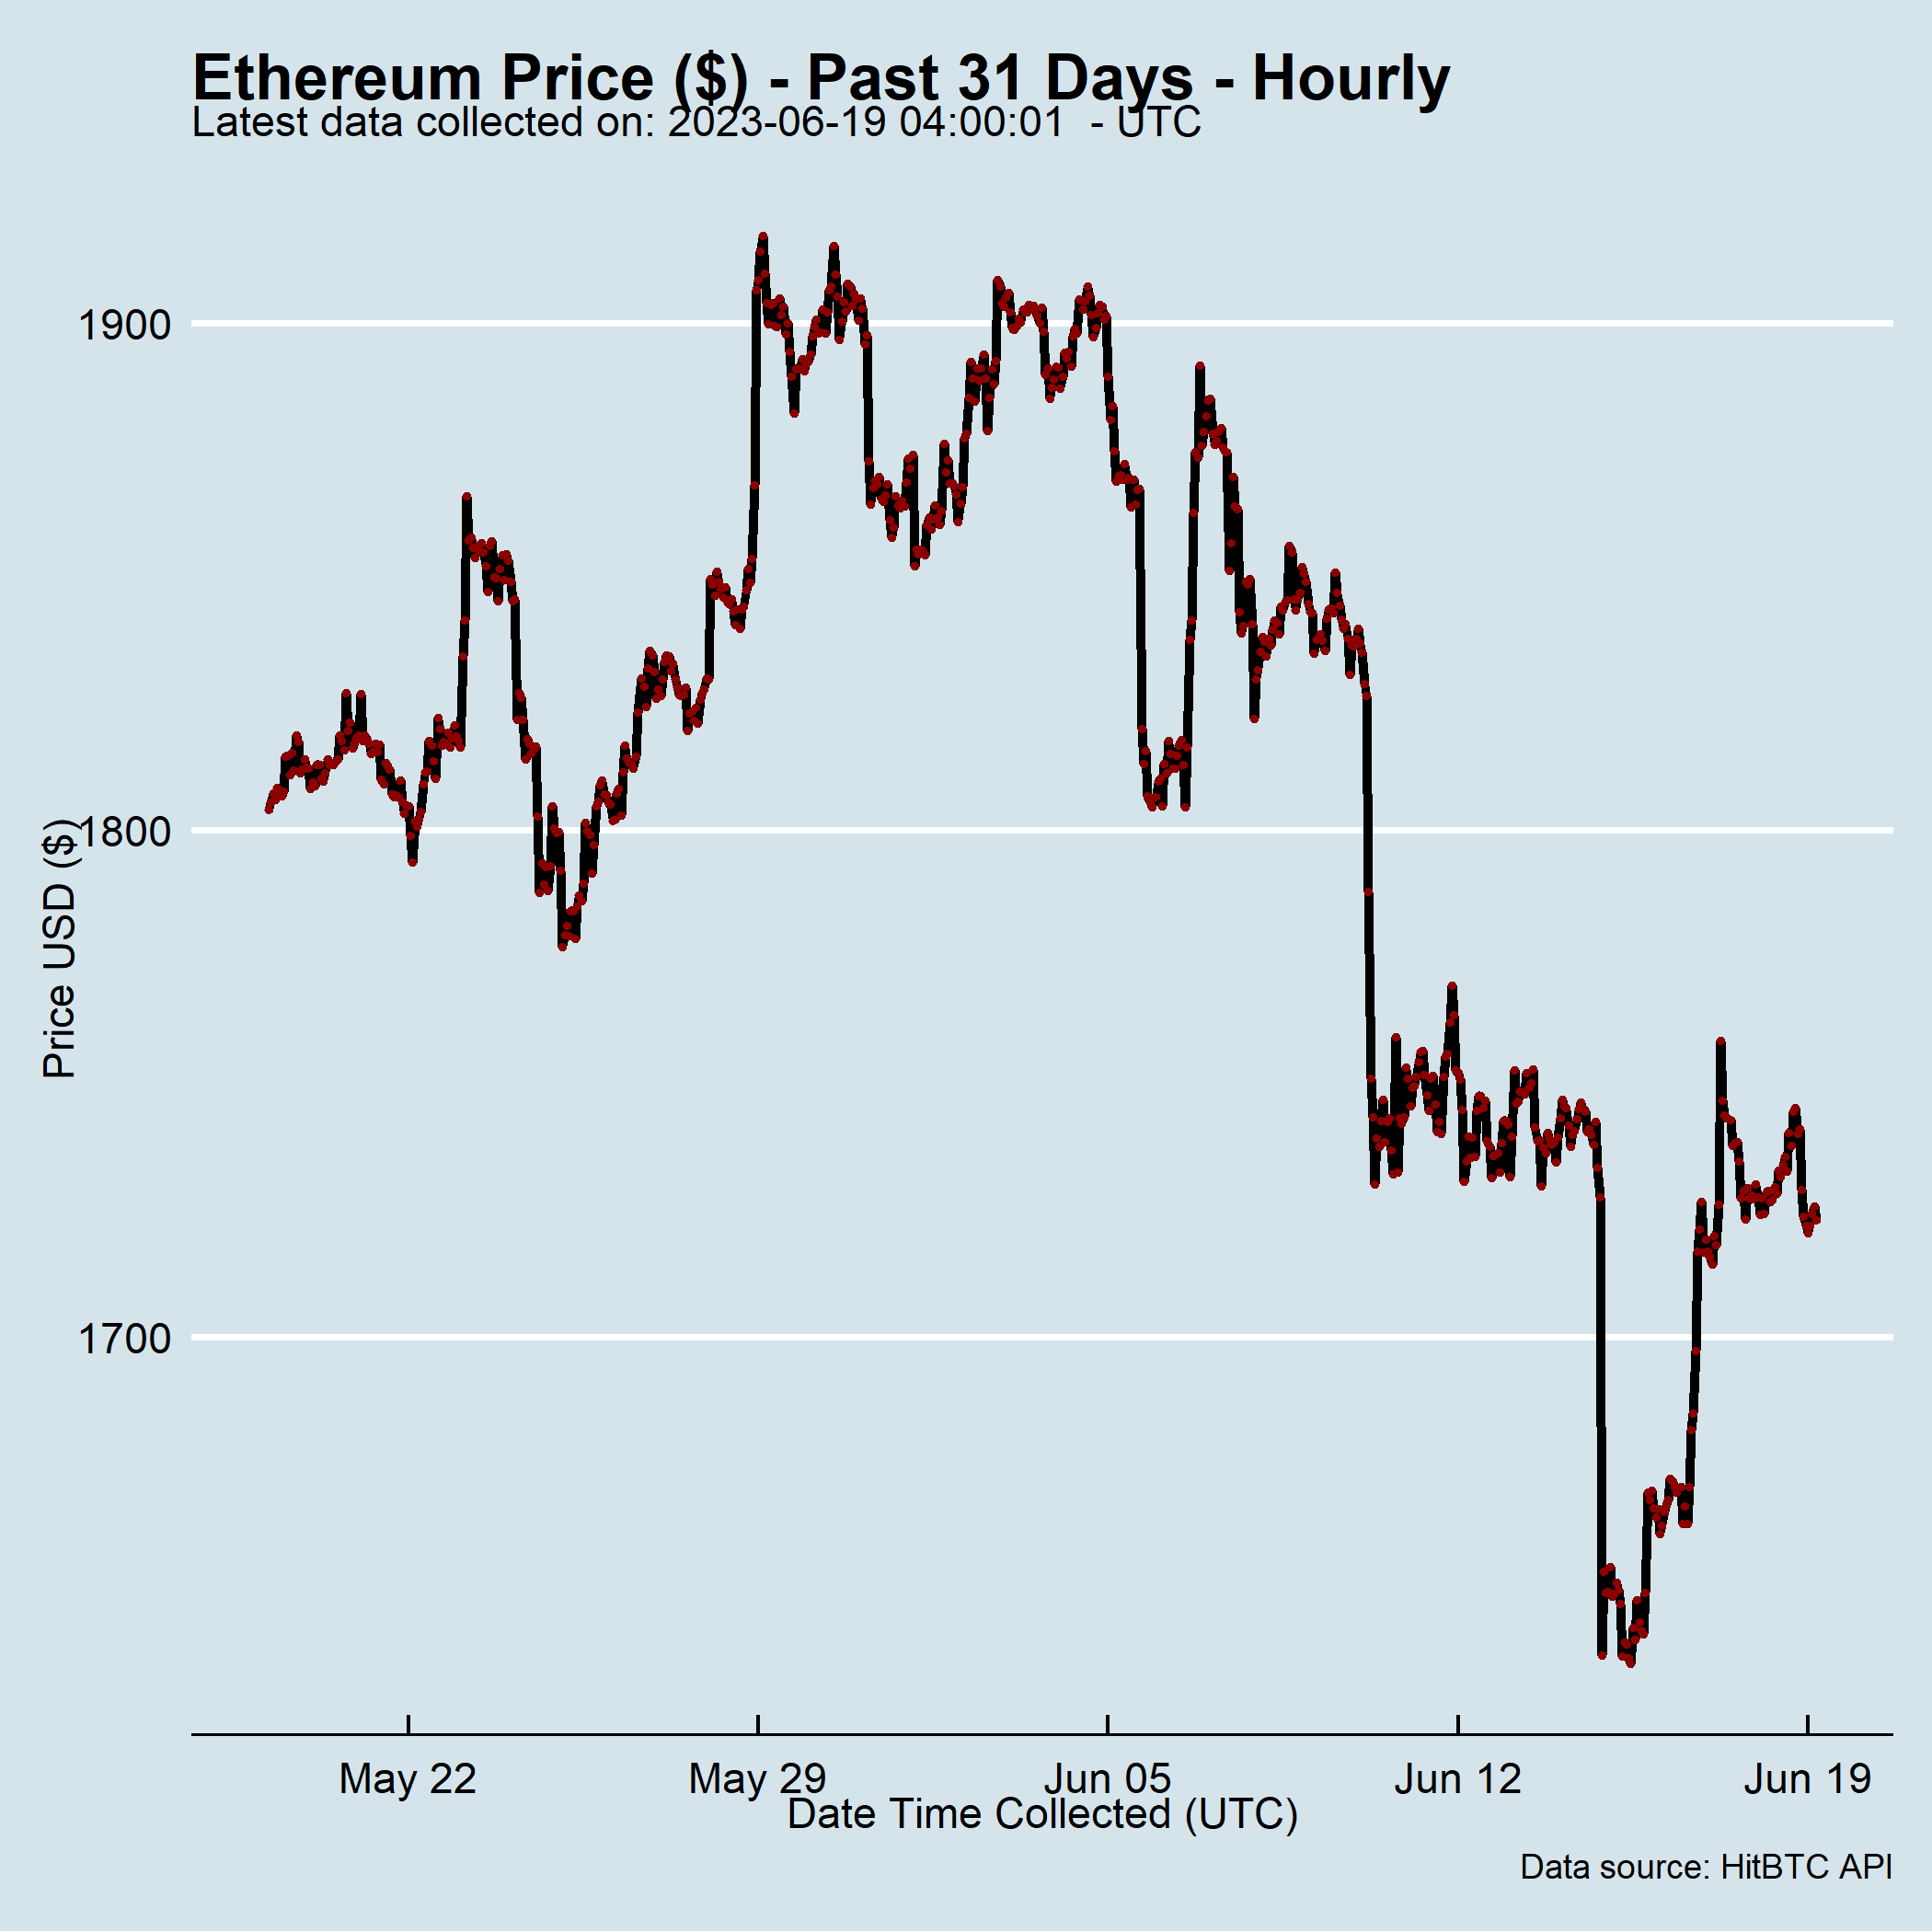 Ethereum Price ($) - Past 31 Days - Hourly
Latest data collected on: 2023-06-19 04:00:01  - UTC
Price USD ($)
1900
1800
1700
May 22
May 29
Jun 05
Jun 12
Jun 19
Date Time Collected (UTC)
Data source: HitBTC API